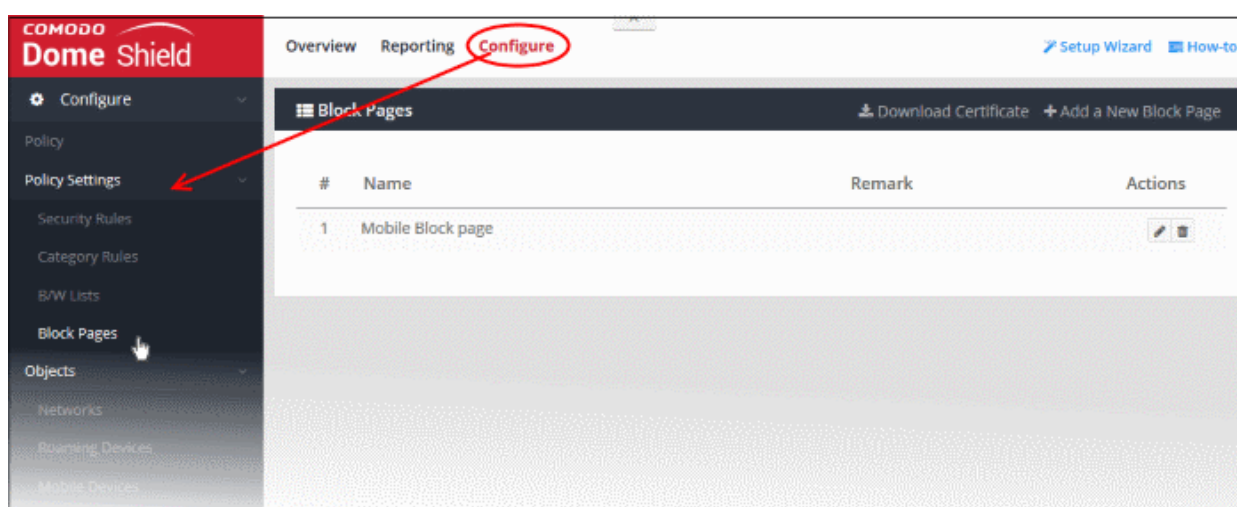 COMODO
Dome Shield
Overview Reporting Configure
Setup Wizard How-to
Configure
Policy
Policy Settings
Security Rules
Category Rules
B/W Lists
Block Pages
Objects
Networks
Roaming Devices
Mobile Devices
Block Pages
Download Certificate + Add a New Block Page
# Name Remark Actions
1 Mobile Block page